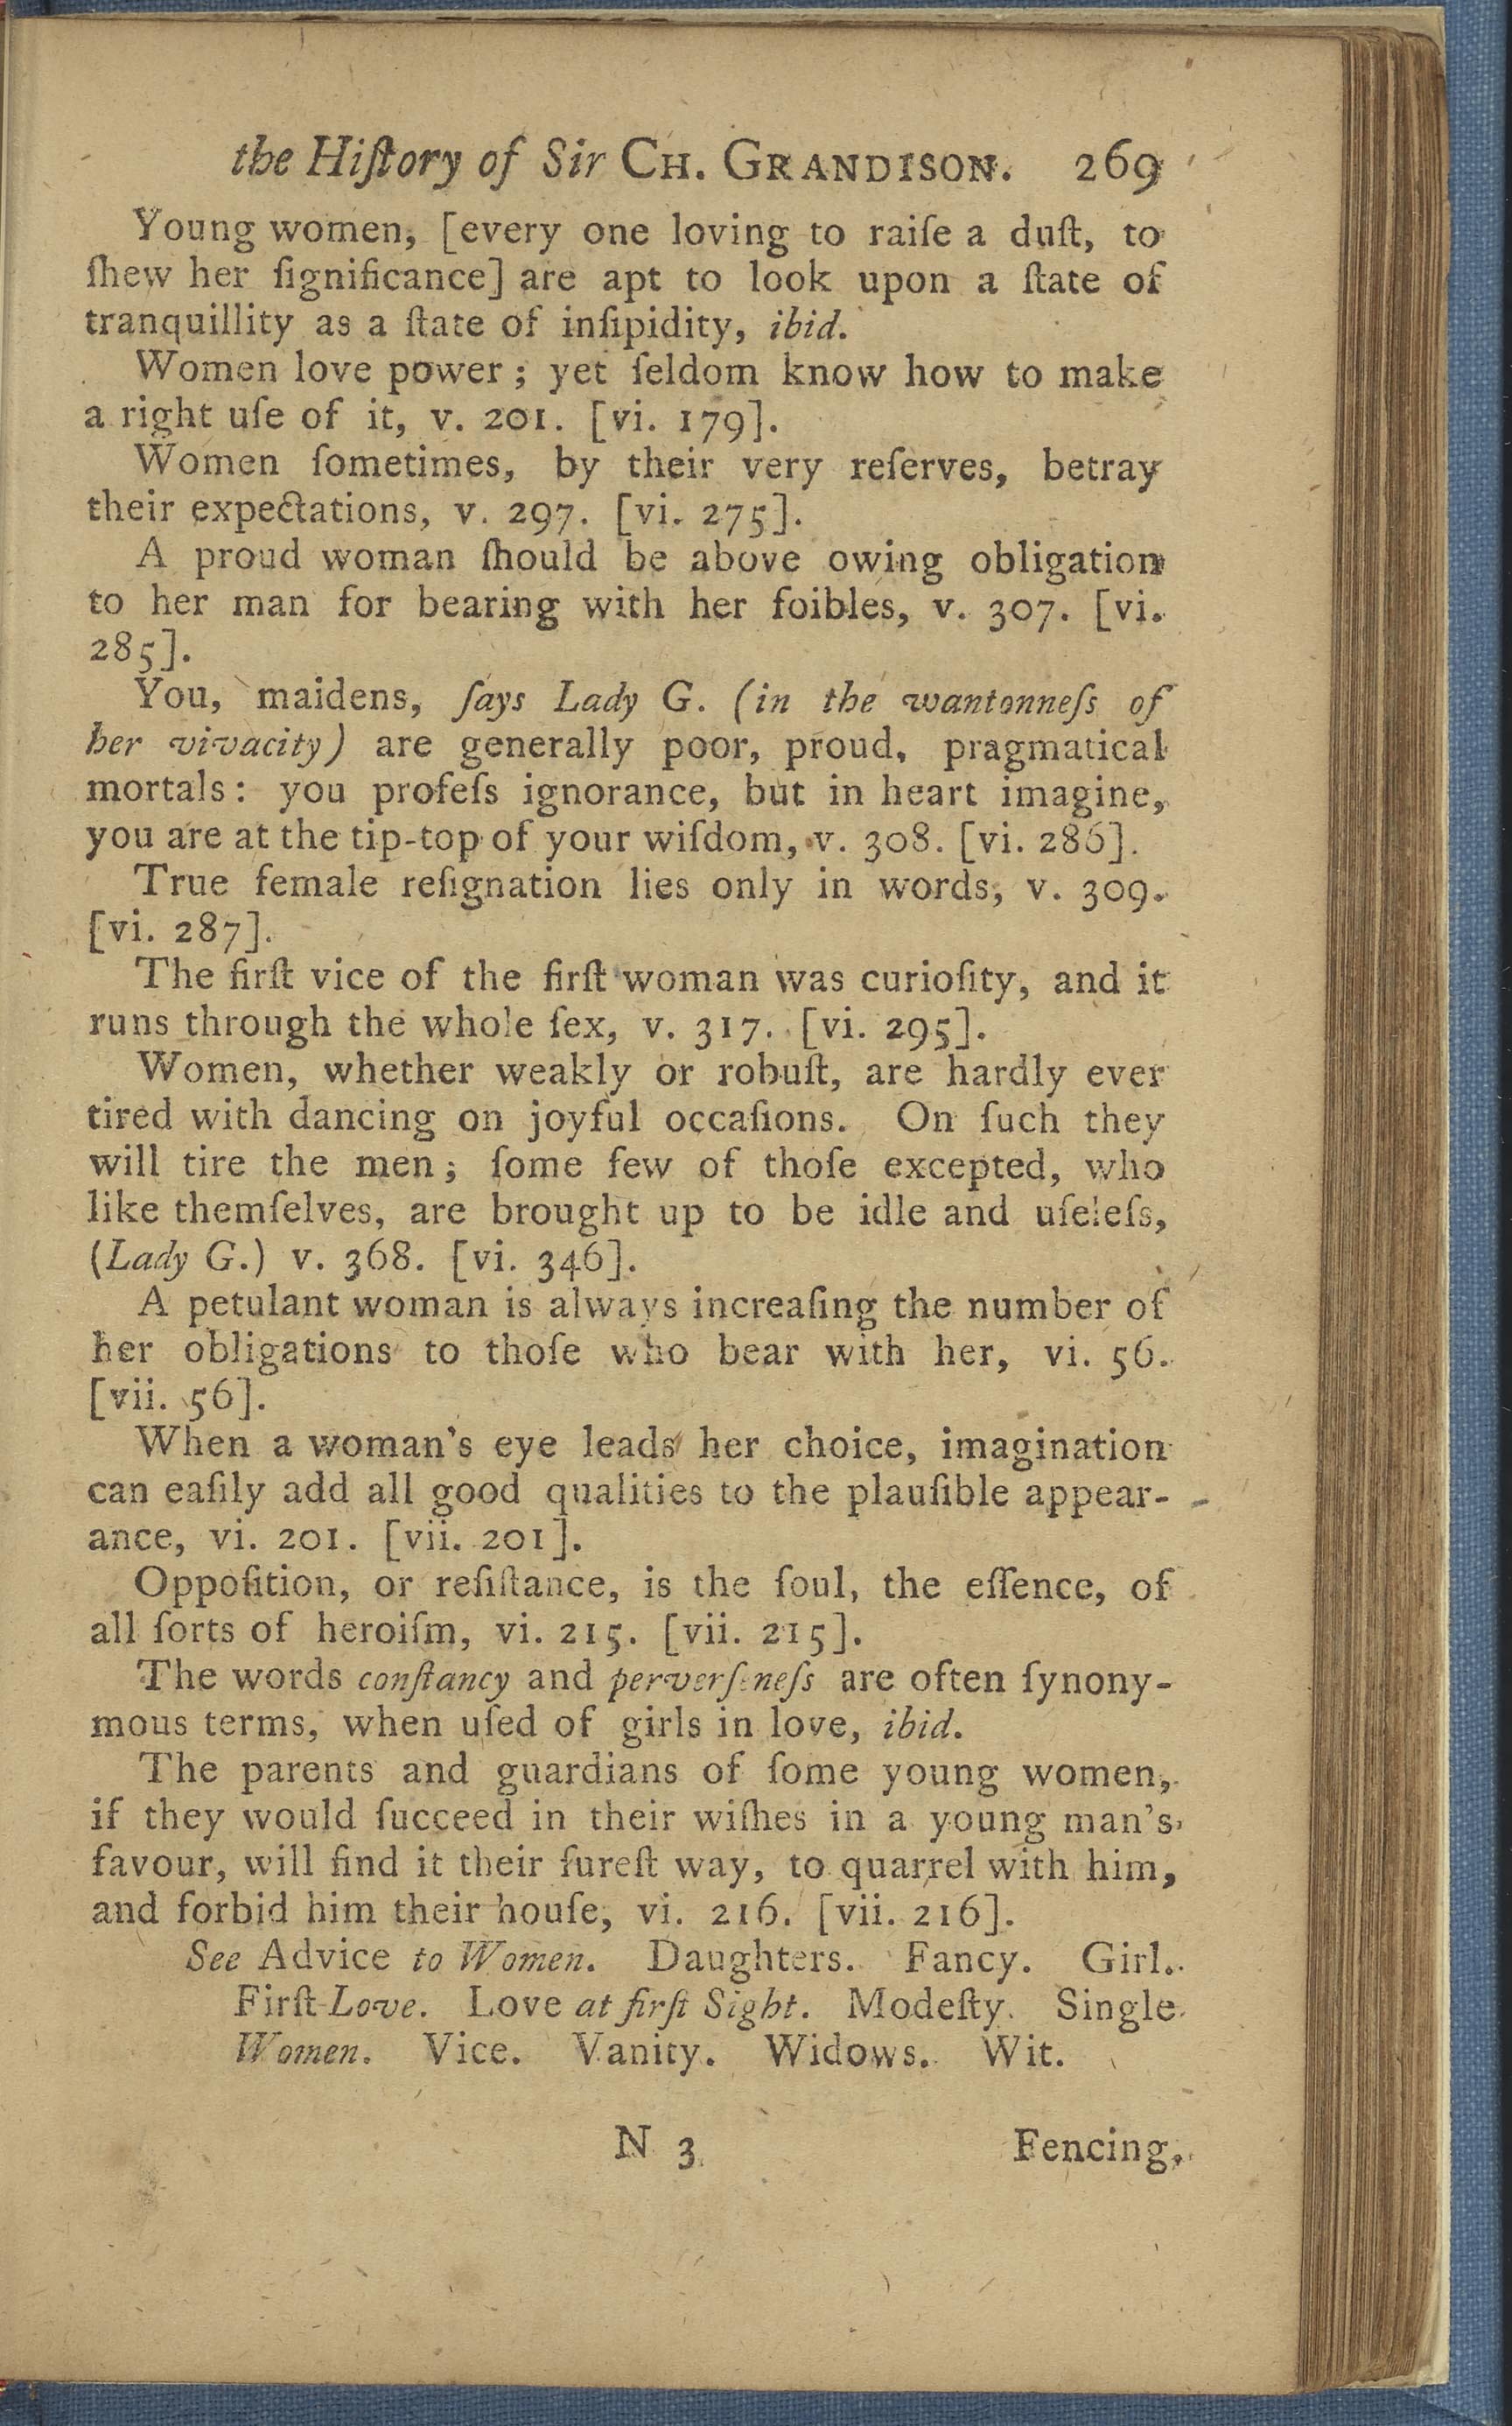 the Hiſtory of Sir CH. GRANDISON. 269
Young women, [every one loving to raiſe a duſt, to
ſhew her ſignificance] are apt to look upon a ſtate of
tranquillity as a ſtate of inſipidity, ibid.
Women love power; yet ſeldom know how to make
a right uſe of it, v. 201. [vi. 179].
Women ſometimes, by their very reſerves, betray
their expectations, v. 297. [vi. 275].
A proud woman ſhould be above owing obligation
to her man for bearing with her foibles, v. 307. [vi.
285].
You, maidens, ſays Lady G. (in the wantonneſs of
her vivacity) are generally poor, proud, pragmatical
mortals: you profeſs ignorance, but in heart imagine,
you are at the tip-top of your wiſdom, v. 308. [vi. 286].
True female reſignation lies only in words, v. 309.
[vi. 287].
The firſt vice of the firſt woman was curioſity, and it
runs through the whole ſex, v. 317. [vi. 295].
Women, whether weakly or robuſt, are hardly ever
tired with dancing on joyful occaſions. On ſuch they
will tire the men; ſome few of thoſe excepted, who
like themſelves, are brought up to be idle and uſeleſs,
(Lady G.) v. 368. [vi. 346].
A petulant woman is always increaſing the number of
her obligations to thoſe who bear with her, vi. 56.
[vii. 56].
When a woman's eye leads her choice, imagination
can eaſily add all good qualities to the plauſible appear-
ance, vi. 201. [vii. 201].
Oppoſition, or reſiſtance, is the ſoul, the eſſence, of
all ſorts of heroiſm, vi. 215. [vii. 215].
The words conſtancy and perverſeneſs are often ſynony-
mous terms, when uſed of girls in love, ibid.
The parents and guardians of ſome young women,
if they would ſucceed in their wiſhes in a young man's
favour, will find it their ſureſt way, to quarrel with him,
and forbid him their houſe, vi. 216. [vii. 216].
See Advice to Women. Daughters. Fancy. Girl.
Firſt Love. Love at firſt Sight. Modeſty. Single
Women. Vice. Vanity. Widows. Wit.
N 3 Fencing,